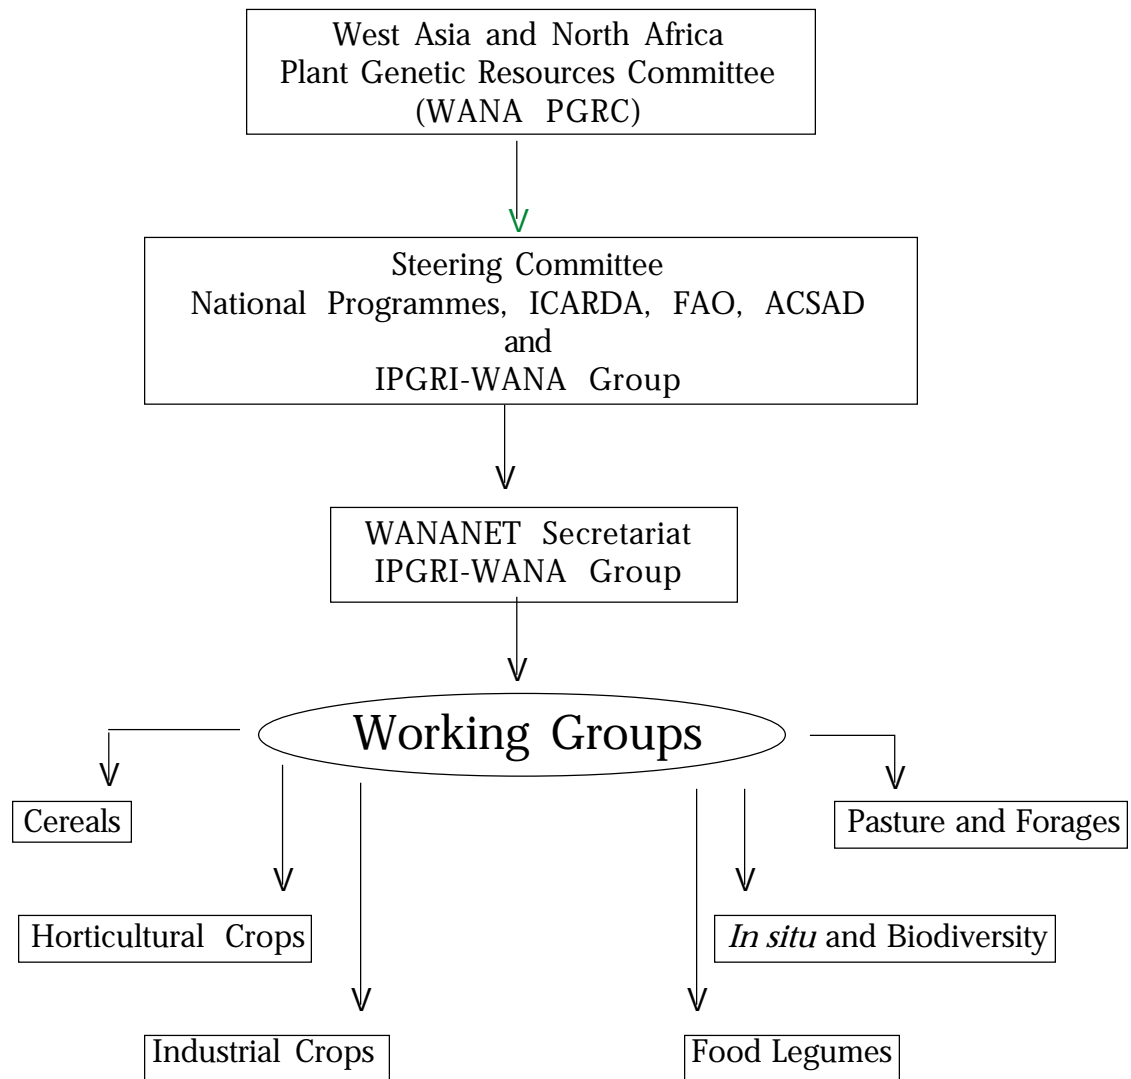 West Asia and North Africa
Plant Genetic Resources Committee
(WANA PGRC)
Steering Committee
National Programmes, ICARDA, FAO, ACSAD
and
IPGRI-WANA Group
WANANET Secretariat
IPGRI-WANA Group
Working Groups
Cereals
Pasture and Forages
Horticultural Crops
In situ and Biodiversity
Industrial Crops
Food Legumes